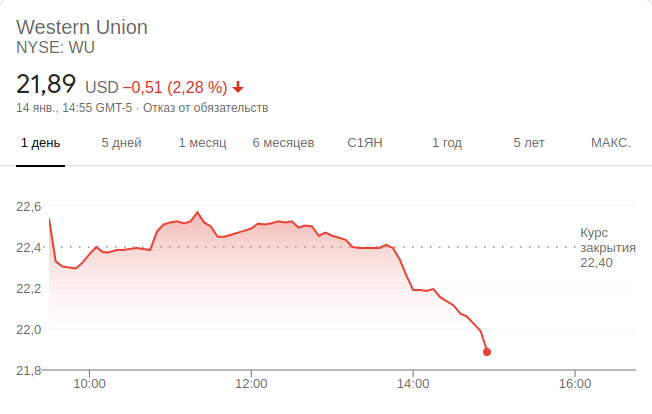 Western Union
NYSE: WU
21,89 USD −0,51 (2,28 %)
14 янв., 14:55 GMT-5 · Отказ от обязательств
1 день 5 дней 1 месяц 6 месяцев С1ЯН 1 год 5 лет МАКС.
22,6
Курс
22,4 закрытия
22,40
22,2
22,0
21,8
10:00 12:00 14:00 16:00